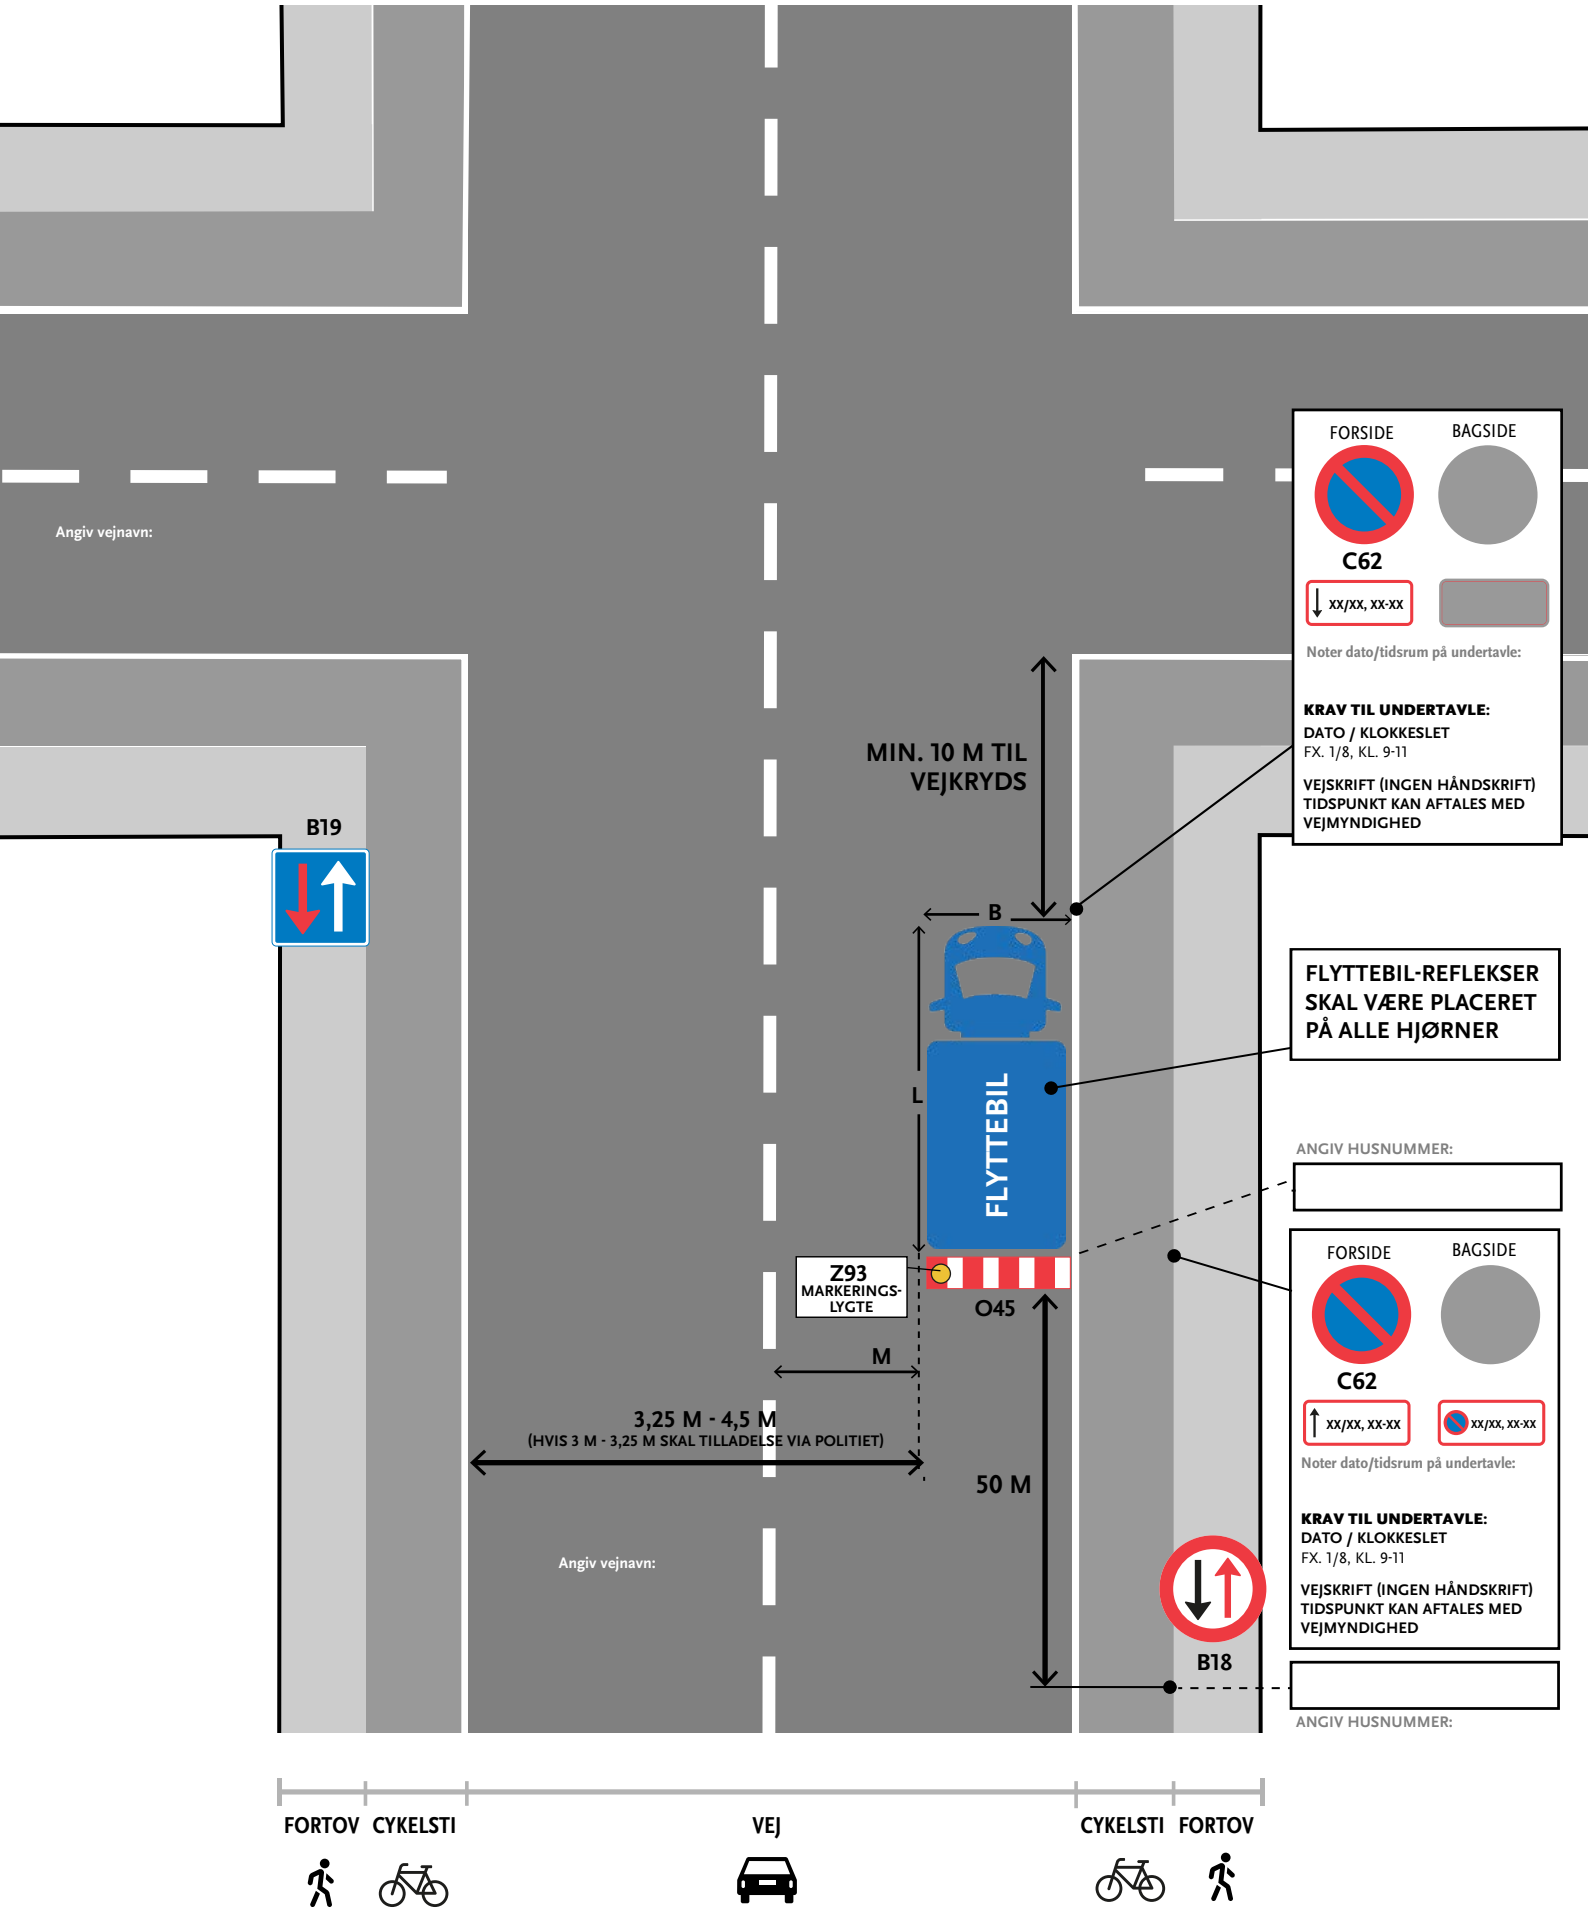 FORSIDE
BAGSIDE
C62
xx/xx, xx-xx
Noter dato/tidsrum på undertavle:
KRAV TIL UNDERTAVLE:
DATO / KLOKKESLET
FX. 1/8, KL. 9-11
VEJSKRIFT (INGEN HÅNDSKRIFT)
TIDSPUNKT KAN AFTALES MED
VEJMYNDIGHED
Angiv vejnavn:
MIN. 10 M TIL
VEJKRYDS
B19
B
L
FLYTTEBIL
FLYTTEBIL-REFLEKSER
SKAL VÆRE PLACERET
PÅ ALLE HJØRNER
ANGIV HUSNUMMER:
Z93
MARKERINGS-
LYGTE
O45
M
3,25 M - 4,5 M
(HVIS 3 M - 3,25 M SKAL TILLADELSE VIA POLITIET)
50 M
Angiv vejnavn:
FORSIDE
BAGSIDE
C62
xx/xx, xx-xx
xx/xx, xx-xx
Noter dato/tidsrum på undertavle:
KRAV TIL UNDERTAVLE:
DATO / KLOKKESLET
FX. 1/8, KL. 9-11
VEJSKRIFT (INGEN HÅNDSKRIFT)
TIDSPUNKT KAN AFTALES MED
VEJMYNDIGHED
B18
ANGIV HUSNUMMER:
FORTOV
CYKELSTI
VEJ
CYKELSTI
FORTOV